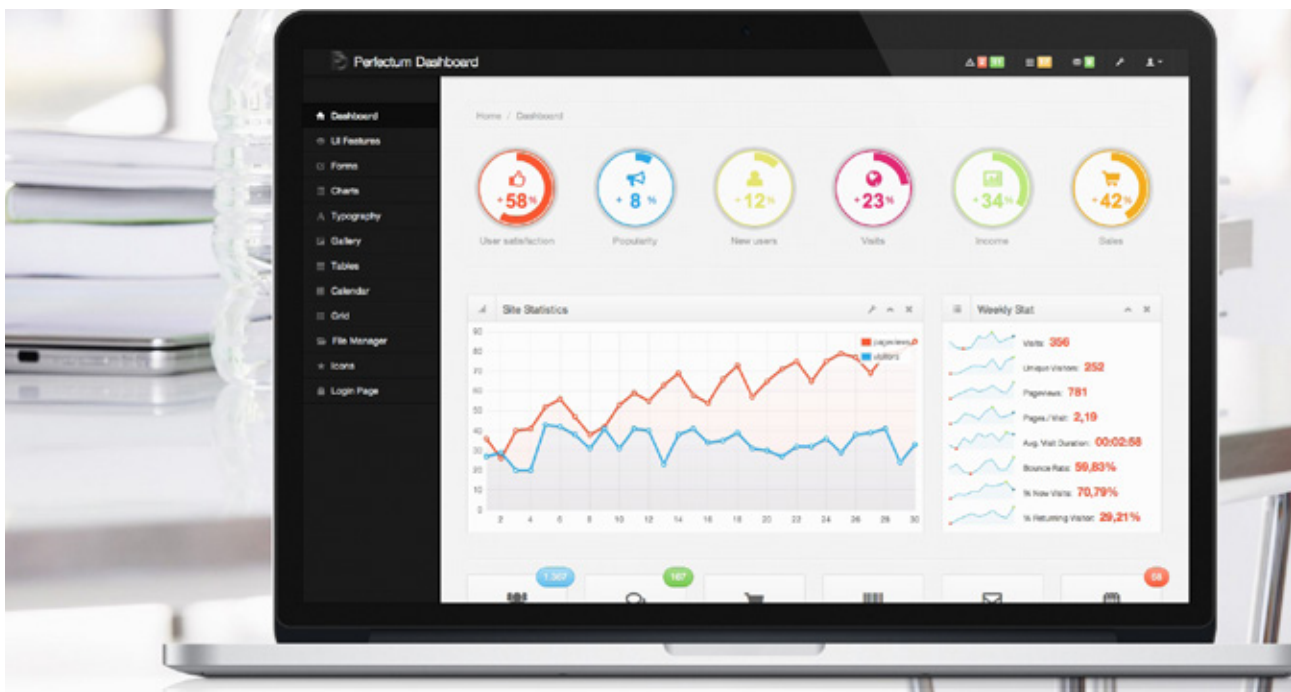 Perfectum Dashboard
Dashboard
UI Features
Forms
Charts
Typography
Gallery
Tables
Calendar
Grid
File Manager
Icons
Login Page
Home / Dashboard
+58%
+ 8 %
+12%
+23%
+34%
+42%
User satisfaction
Popularity
New users
Visits
Income
Sales
Site Statistics
pageviews
visitors
90
80
70
60
50
40
30
20
10
0
2 4 6 8 10 12 14 16 18 20 22 24 26 28 30
Weekly Stat
Visits: 356
Unique Visitors: 252
Pageviews: 781
Pages / Visit: 2,19
Avg. Visit Duration: 00:02:58
Bounce Rate: 59,83%
% New Visits: 70,79%
% Returning Visitor: 29,21%
1.367
167
58